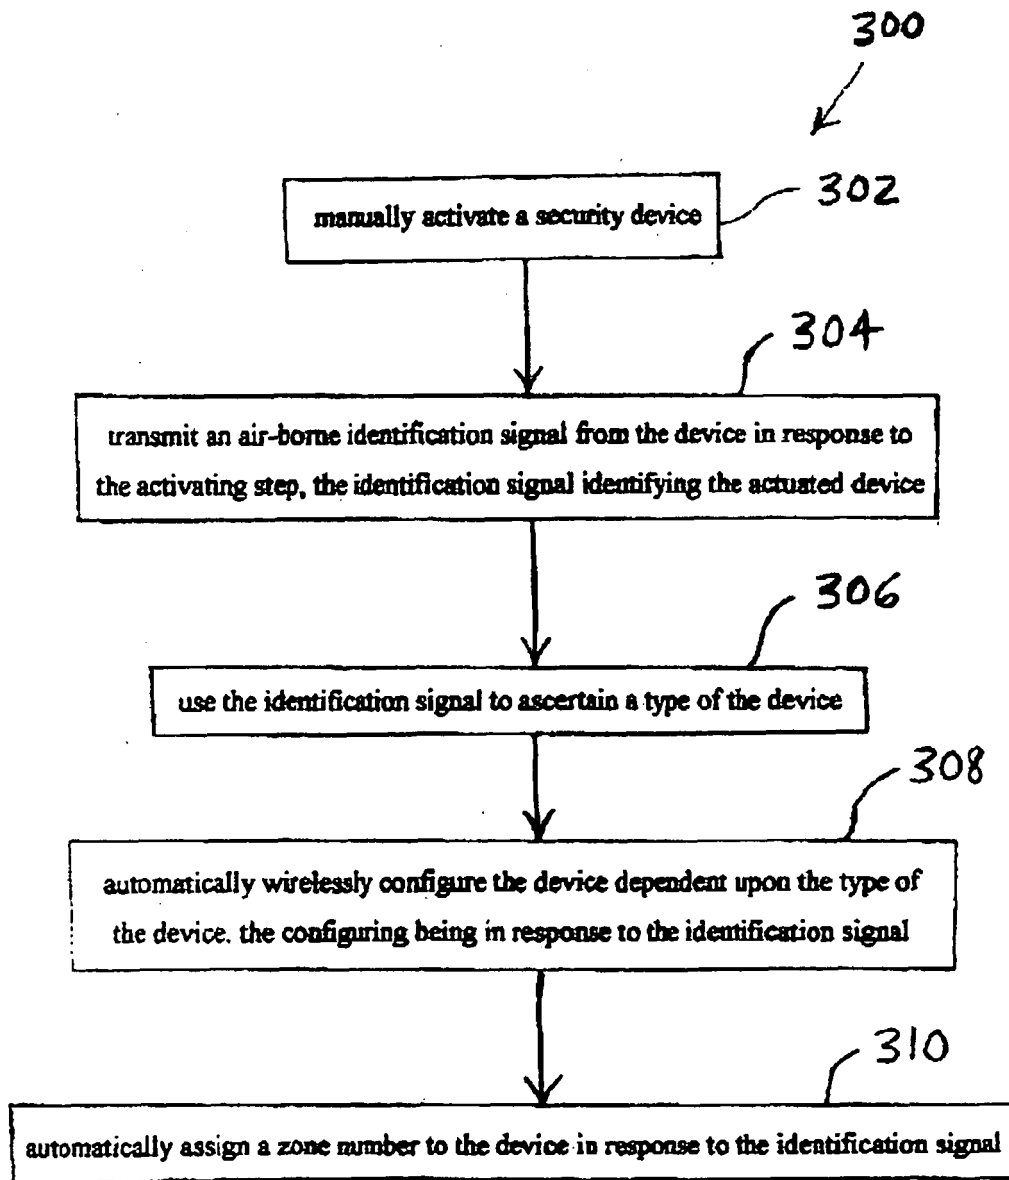 300
302
manually activate a security device
304
transmit an air-borne identification signal from the device in response to
the activating step, the identification signal identifying the actuated device
306
use the identification signal to ascertain a type of the device
308
automatically wirelessly configure the device dependent upon the type of
the device. the configuring being in response to the identification signal
310
automatically assign a zone number to the device in response to the identification signal